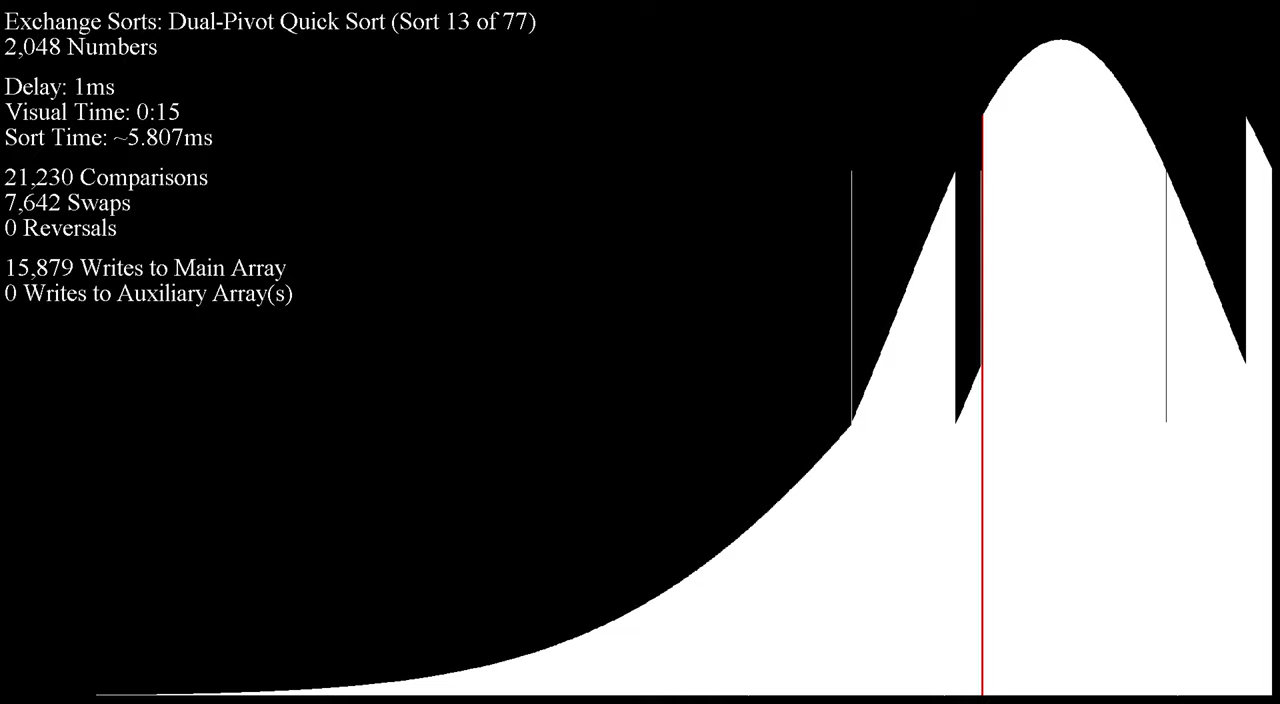 Exchange Sorts: Dual-Pivot Quick Sort (Sort 13 of 77)
2,048 Numbers
Delay: 1ms
Visual Time: 0:15
Sort Time: ~5.807ms
21,230 Comparisons
7,642 Swaps
0 Reversals
15,879 Writes to Main Array
0 Writes to Auxiliary Array(s)